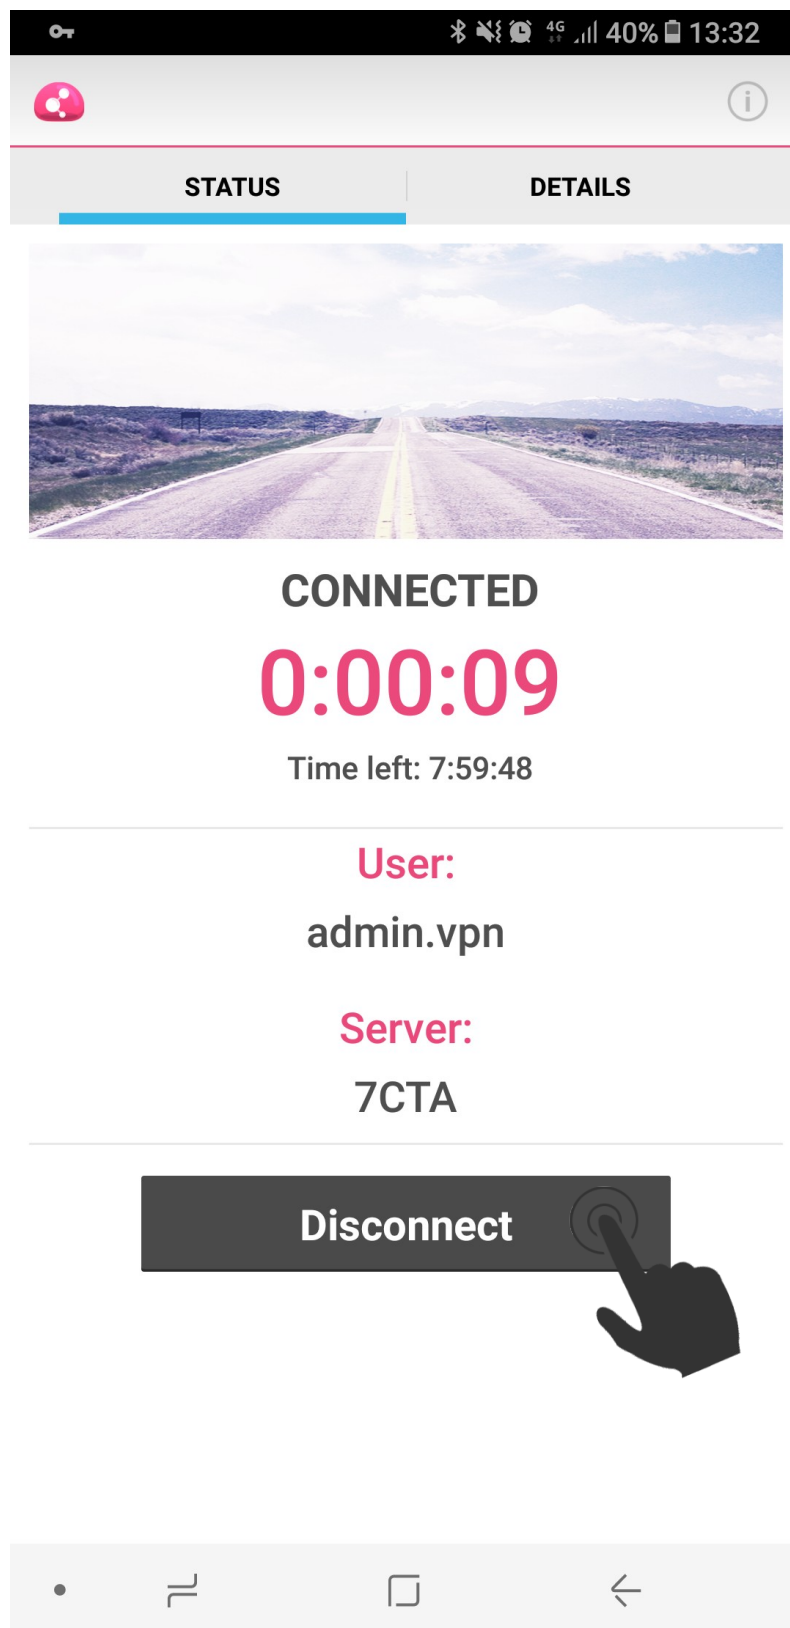 4G 40% 13:32
STATUS DETAILS
CONNECTED
0:00:09
Time left: 7:59:48
User:
admin.vpn
Server:
7CTA
Disconnect